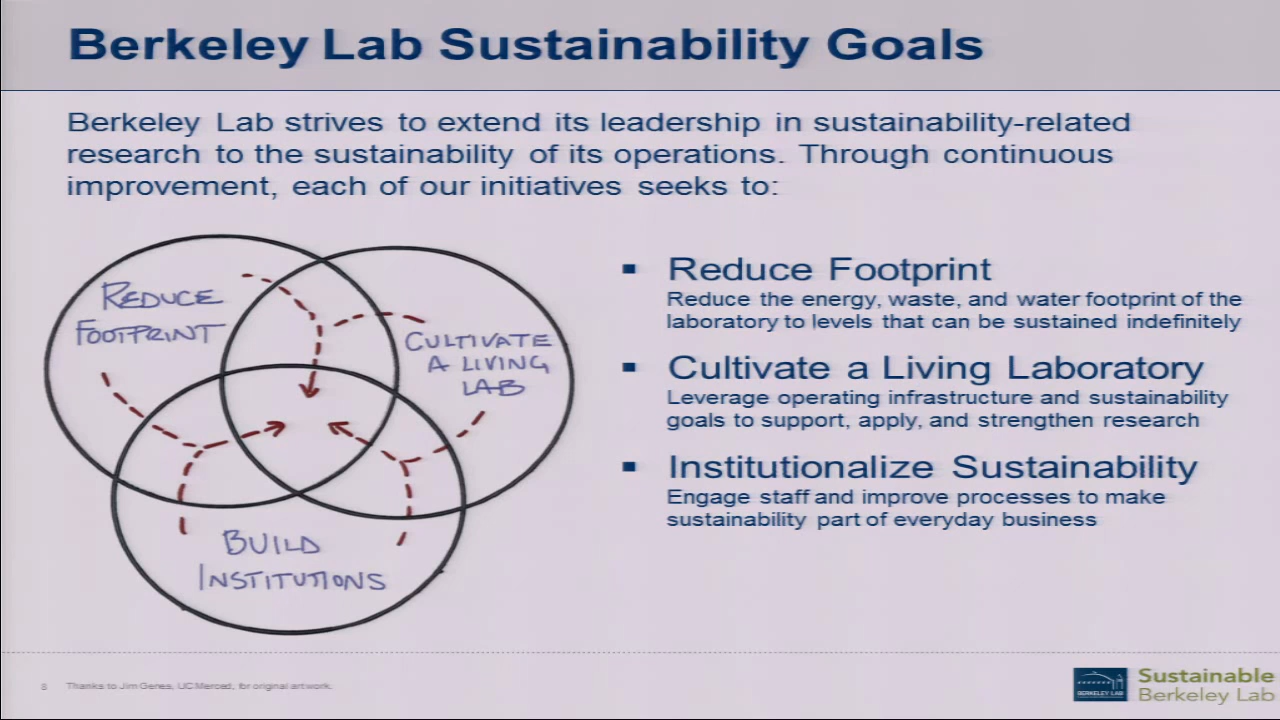 Berkeley Lab Sustainability Goals
Berkeley Lab strives to extend its leadership in sustainability-related
research to the sustainability of its operations. Through continuous
improvement, each of our initiatives seeks to:
REDUCE
FOOTPRINT
CULTIVATE
A LIVING
LAB
BUILD
INSTITUTIONS
▪ Reduce Footprint
Reduce the energy, waste, and water footprint of the
laboratory to levels that can be sustained indefinitely
▪ Cultivate a Living Laboratory
Leverage operating infrastructure and sustainability
goals to support, apply, and strengthen research
▪ Institutionalize Sustainability
Engage staff and improve processes to make
sustainability part of everyday business
8 Thanks to Jim Genes, UC Merced, for original artwork.
BERKELEY LAB
Sustainable
Berkeley Lab